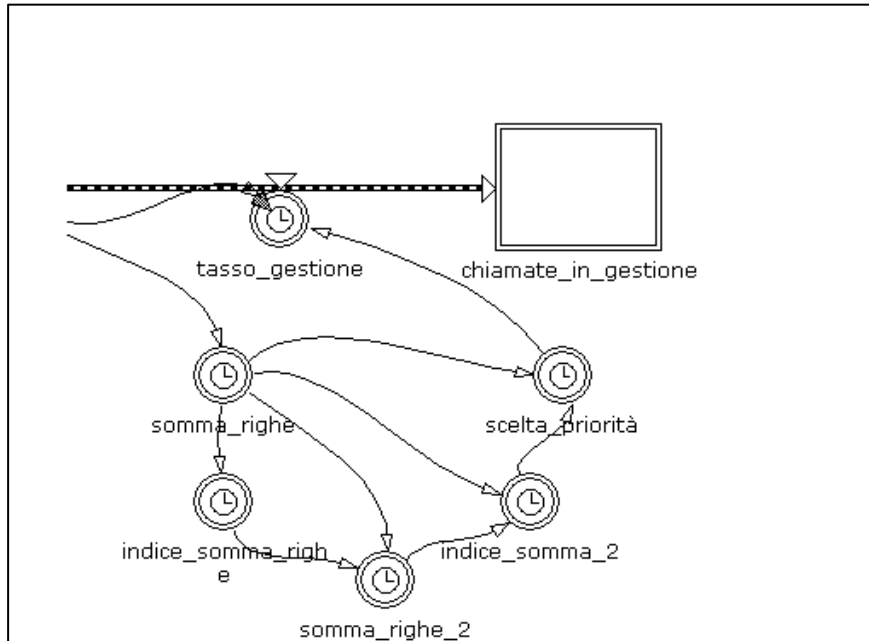 tasso_gestione
chiamate_in_gestione
somma_righe
scelta_priorità
indice_somma_righ
e
indice_somma_2
somma_righe_2